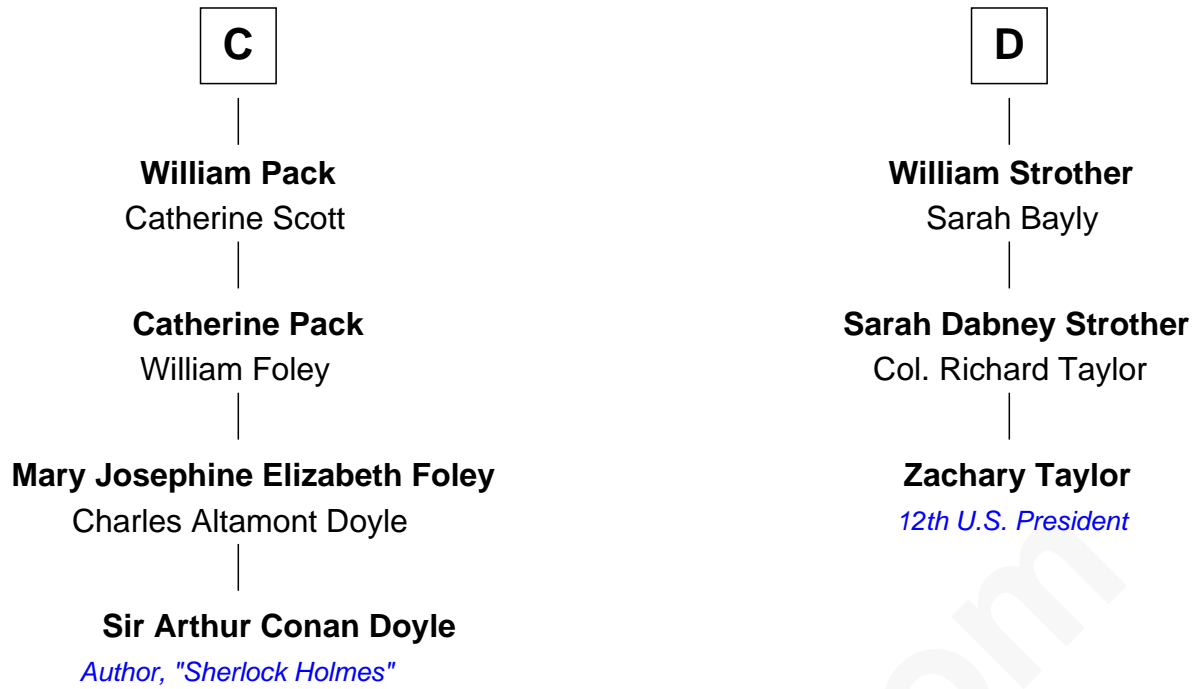 C
William Pack
Catherine Scott
Catherine Pack
William Foley
Mary Josephine Elizabeth Foley
Charles Altamont Doyle
Sir Arthur Conan Doyle
Author, "Sherlock Holmes"
D
William Strother
Sarah Bayly
Sarah Dabney Strother
Col. Richard Taylor
Zachary Taylor
12th U.S. President
om